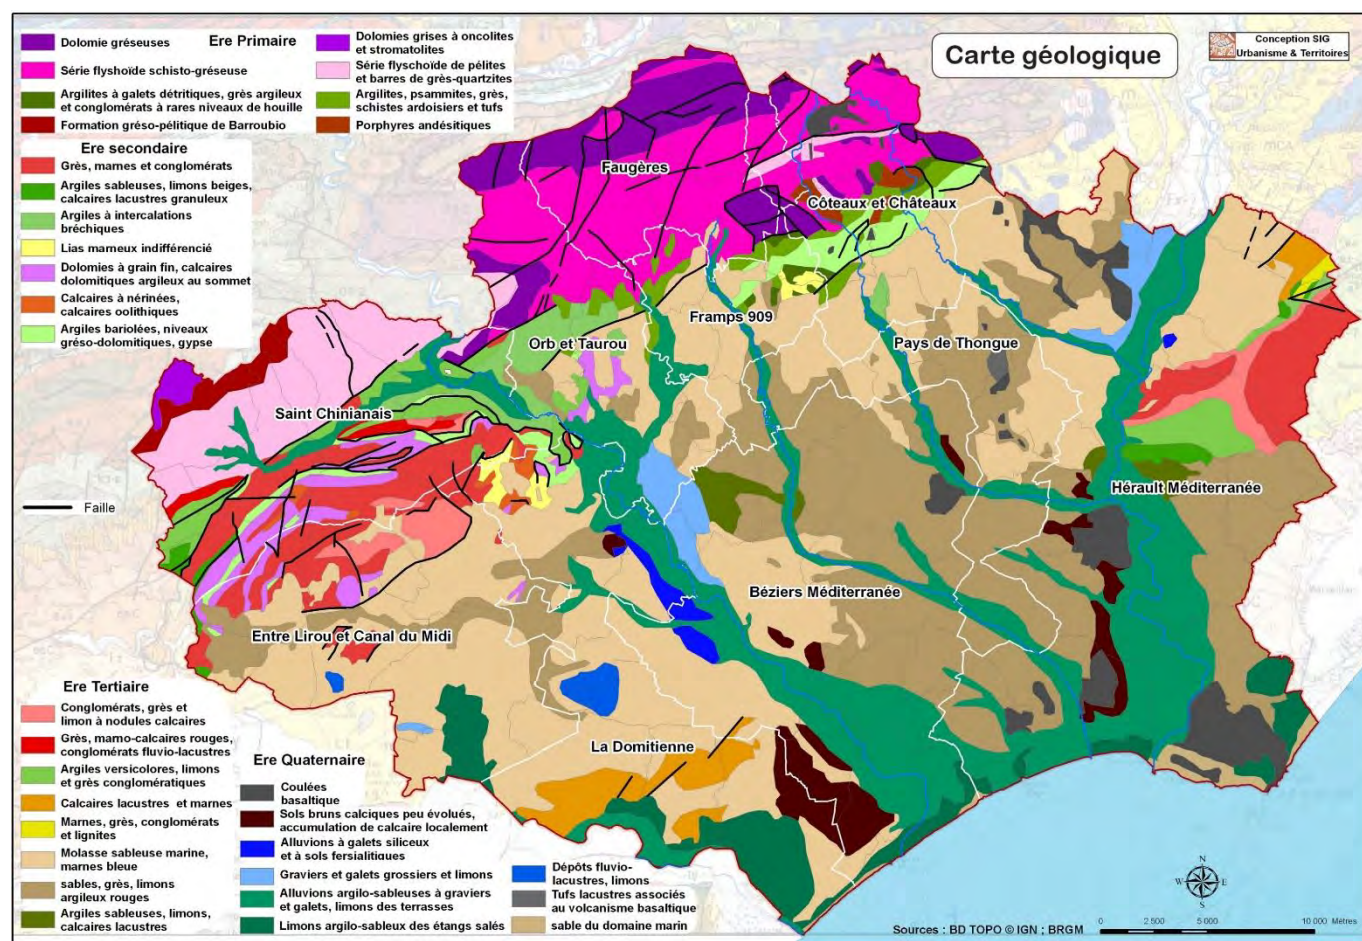 Carte géologique
Conception SIG
Urbanisme & Territoires
Ere Primaire
Dolomie gréseuses
Série flyshoïde schisto-gréseuse
Argilites à galets détritiques, grès argileux
et conglomérats à rares niveaux de houille
Formation gréso-pélitique de Barroubio
Dolomies grises à oncolites
et stromatolites
Série flyschoïde de pélites
et barres de grès-quartzites
Argilites, psammites, grès,
schistes ardoisiers et tufs
Porphyres andésitiques
Ere secondaire
Grès, marnes et conglomérats
Argiles sableuses, limons beiges,
calcaires lacustres granuleux
Argiles à intercalations
bréchiques
Lias marneux indifférencié
Dolomies à grain fin, calcaires
dolomitiques argileux au sommet
Calcaires à nérinées,
calcaires oolithiques
Argiles bariolées, niveaux
gréso-dolomitiques, gypse
Faille
Faugères
Côteaux et Châteaux
Framps 909
Orb et Taurou
Pays de Thongue
Saint Chinianais
Hérault Méditerranée
Béziers Méditerranée
Entre Lirou et Canal du Midi
La Domitienne
Ere Tertiaire
Conglomérats, grès et
limon à nodules calcaires
Grès, marno-calcaires rouges,
conglomérats fluvio-lacustres
Argiles versicolores, limons
et grès conglomératiques
Calcaires lacustres et marnes
Marnes, grès, conglomérats
et lignites
Molasse sableuse marine,
marnes bleue
sables, grès, limons
argileux rouges
Argiles sableuses, limons,
calcaires lacustres
Ere Quaternaire
Coulées
basaltique
Sols bruns calciques peu évolués,
accumulation de calcaire localement
Alluvions à galets siliceux
et à sols fersialitiques
Graviers et galets grossiers et limons
Alluvions argilo-sableuses à graviers
et galets, limons des terrasses
Limons argilo-sableux des étangs salés
Dépôts fluvio-
lacustres, limons
Tufs lacustres associés
au volcanisme basaltique
sable du domaine marin
N
W E
S
0 2 500 5 000 10 000 Mètres
Sources : BD TOPO © IGN ; BRGM